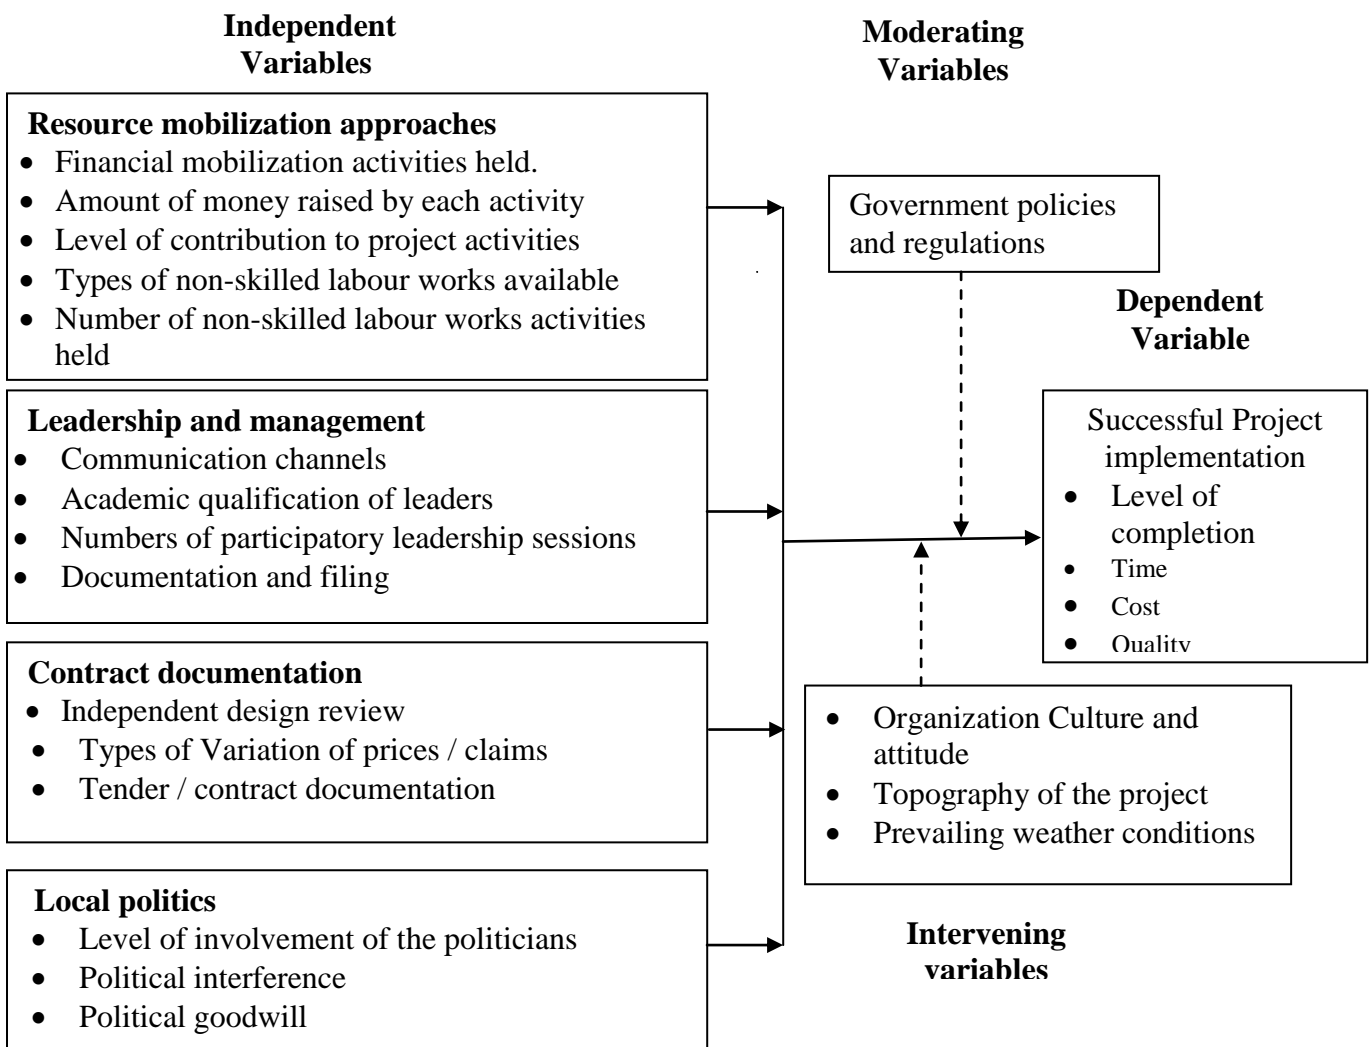 Independent
Variables
Moderating
Variables
Resource mobilization approaches
• Financial mobilization activities held.
• Amount of money raised by each activity
• Level of contribution to project activities
• Types of non-skilled labour works available
• Number of non-skilled labour works activities
held
Government policies
and regulations
Dependent
Variable
Leadership and management
• Communication channels
• Academic qualification of leaders
• Numbers of participatory leadership sessions
• Documentation and filing
Successful Project
implementation
• Level of
completion
• Time
• Cost
• Quality
Contract documentation
• Independent design review
• Types of Variation of prices / claims
• Tender / contract documentation
• Organization Culture and
attitude
• Topography of the project
• Prevailing weather conditions
Local politics
• Level of involvement of the politicians
• Political interference
• Political goodwill
Intervening
variables